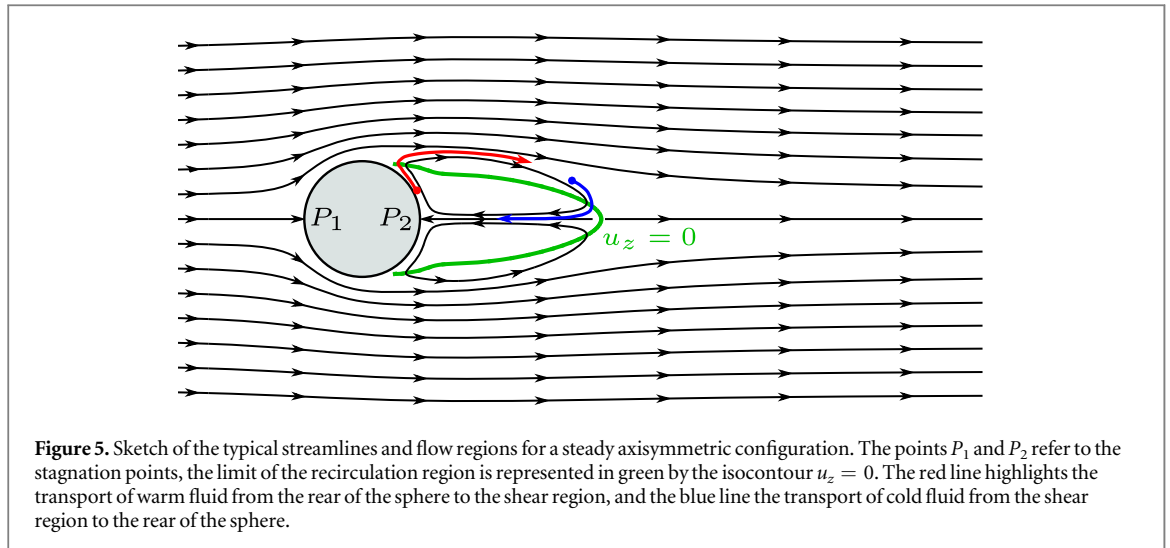 P₁ P₂
u_z = 0
Figure 5. Sketch of the typical streamlines and flow regions for a steady axisymmetric configuration. The points P₁ and P₂ refer to the
stagnation points, the limit of the recirculation region is represented in green by the isocontour u_z = 0. The red line highlights the
transport of warm fluid from the rear of the sphere to the shear region, and the blue line the transport of cold fluid from the shear
region to the rear of the sphere.